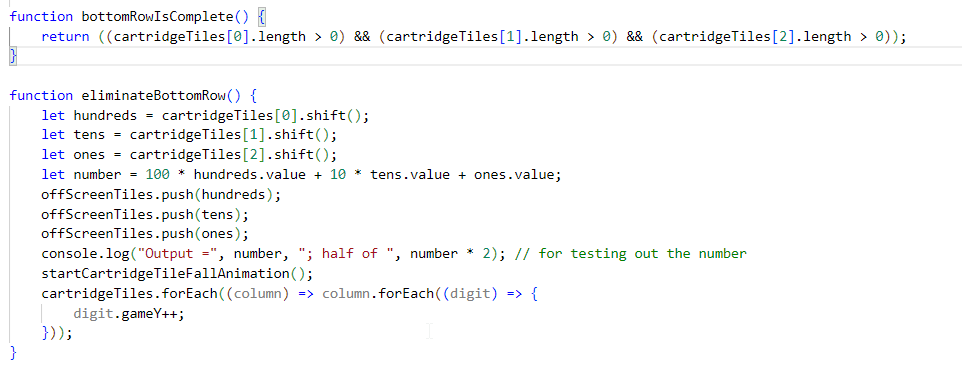 function bottomRowIsComplete() {
    return ((cartridgeTiles[0].length > 0) && (cartridgeTiles[1].length > 0) && (cartridgeTiles[2].length > 0));
}

function eliminateBottomRow() {
    let hundreds = cartridgeTiles[0].shift();
    let tens = cartridgeTiles[1].shift();
    let ones = cartridgeTiles[2].shift();
    let number = 100 * hundreds.value + 10 * tens.value + ones.value;
    offScreenTiles.push(hundreds);
    offScreenTiles.push(tens);
    offScreenTiles.push(ones);
    console.log("Output =", number, "; half of ", number * 2); // for testing out the number
    startCartridgeTileFallAnimation();
    cartridgeTiles.forEach((column) => column.forEach((digit) => {
        digit.gameY++;
    }));
}